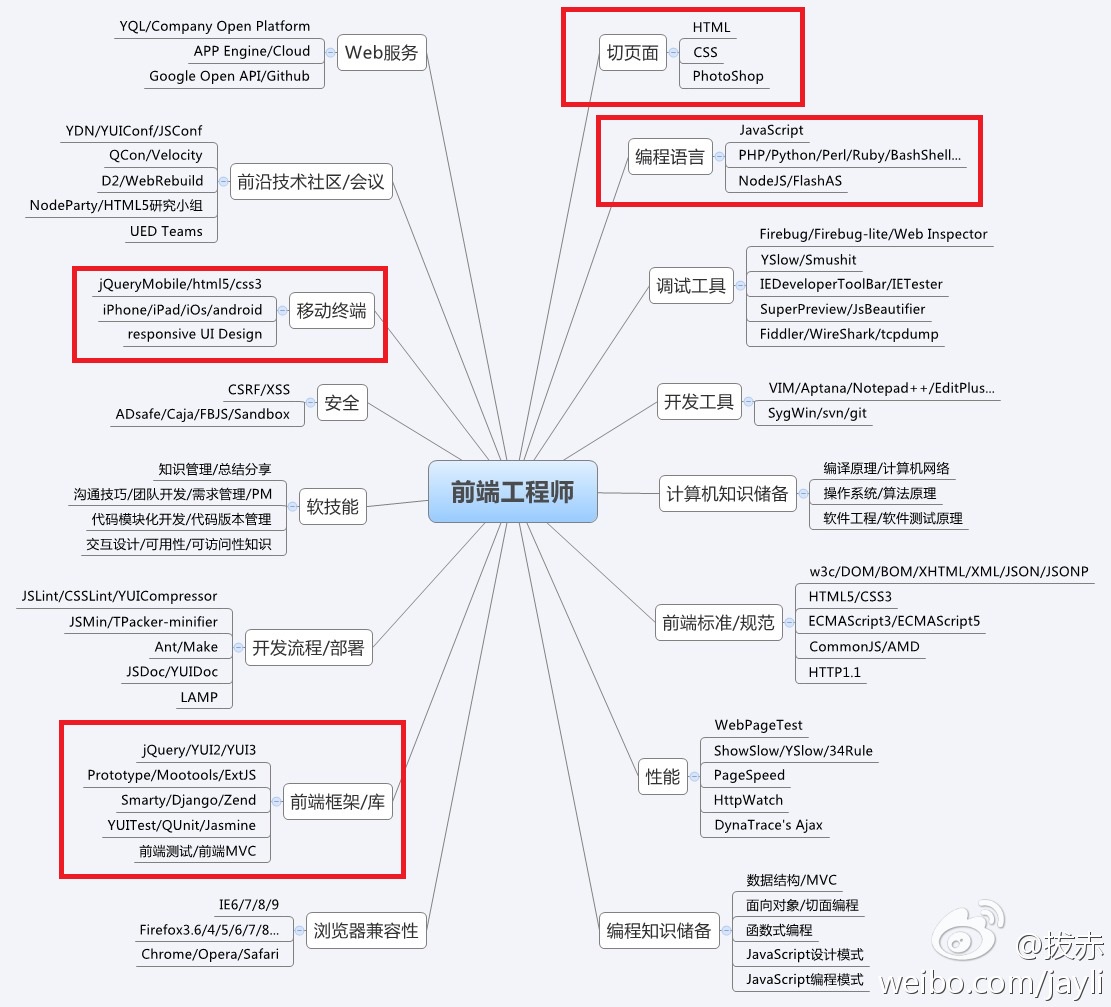 前端工程师
切页面
HTML
CSS
PhotoShop
编程语言
JavaScript
PHP/Python/Perl/Ruby/BashShell...
NodeJS/FlashAS
调试工具
Firebug/Firebug-lite/Web Inspector
YSlow/Smushit
IEDeveloperToolBar/IETester
SuperPreview/JsBeautifier
Fiddler/WireShark/tcpdump
开发工具
VIM/Aptana/Notepad++/EditPlus...
SygWin/svn/git
计算机知识储备
编译原理/计算机网络
操作系统/算法原理
软件工程/软件测试原理
前端标准/规范
w3c/DOM/BOM/XHTML/XML/JSON/JSONP
HTML5/CSS3
ECMAScript3/ECMAScript5
CommonJS/AMD
HTTP1.1
性能
WebPageTest
ShowSlow/YSlow/34Rule
PageSpeed
HttpWatch
DynaTrace's Ajax
编程知识储备
数据结构/MVC
面向对象/切面编程
函数式编程
JavaScript设计模式
JavaScript编程模式
Web服务
YQL/Company Open Platform
APP Engine/Cloud
Google Open API/Github
前沿技术社区/会议
YDN/YUIConf/JSConf
QCon/Velocity
D2/WebRebuild
NodeParty/HTML5研究小组
UED Teams
移动终端
jQueryMobile/html5/css3
iPhone/iPad/iOs/android
responsive UI Design
安全
CSRF/XSS
ADsafe/Caja/FBJS/Sandbox
软技能
知识管理/总结分享
沟通技巧/团队开发/需求管理/PM
代码模块化开发/代码版本管理
交互设计/可用性/可访问性知识
开发流程/部署
JSLint/CSSLint/YUICompressor
JSMin/TPacker-minifier
Ant/Make
JSDoc/YUIDoc
LAMP
前端框架/库
jQuery/YUI2/YUI3
Prototype/Mootools/ExtJS
Smarty/Django/Zend
YUITest/QUnit/Jasmine
前端测试/前端MVC
浏览器兼容性
IE6/7/8/9
Firefox3.6/4/5/6/7/8...
Chrome/Opera/Safari
@拔赤
weibo.com/jayli